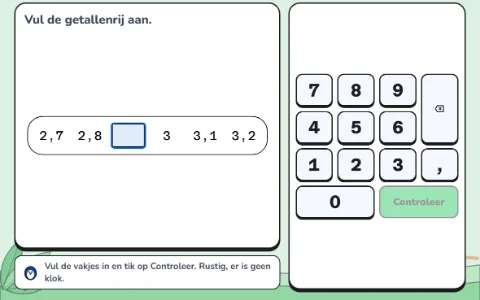 Vul de getallenrij aan.
2,7 2,8 3 3,1 3,2
Vul de vakjes in en tik op Controleer. Rustig, er is geen
klok.
7 8 9
4 5 6
1 2 3 ,
0 Controleer